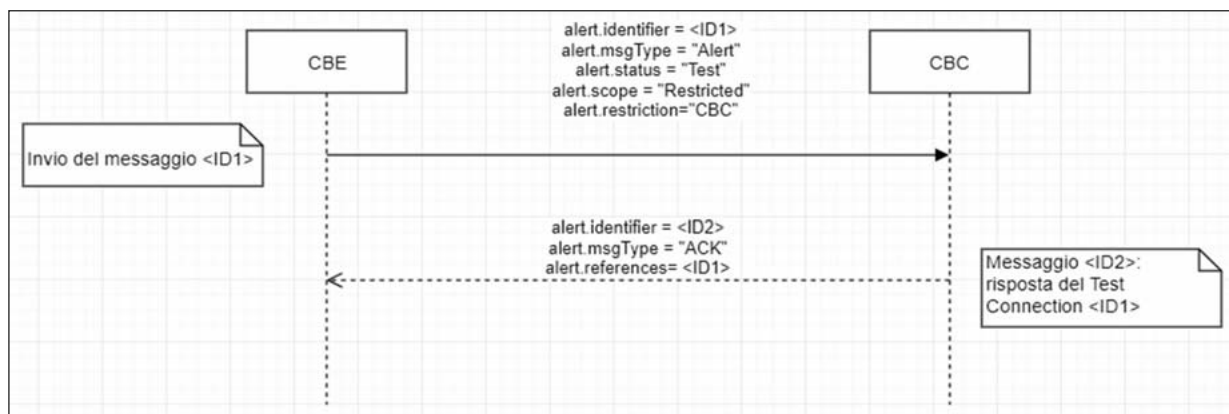 CBE
alert.identifier = <ID1>
alert.msgType = "Alert"
alert.status = "Test"
alert.scope = "Restricted"
alert.restriction="CBC"
CBC
Invio del messaggio <ID1>
alert.identifier = <ID2>
alert.msgType = "ACK"
alert.references= <ID1>
Messaggio <ID2>:
risposta del Test
Connection <ID1>